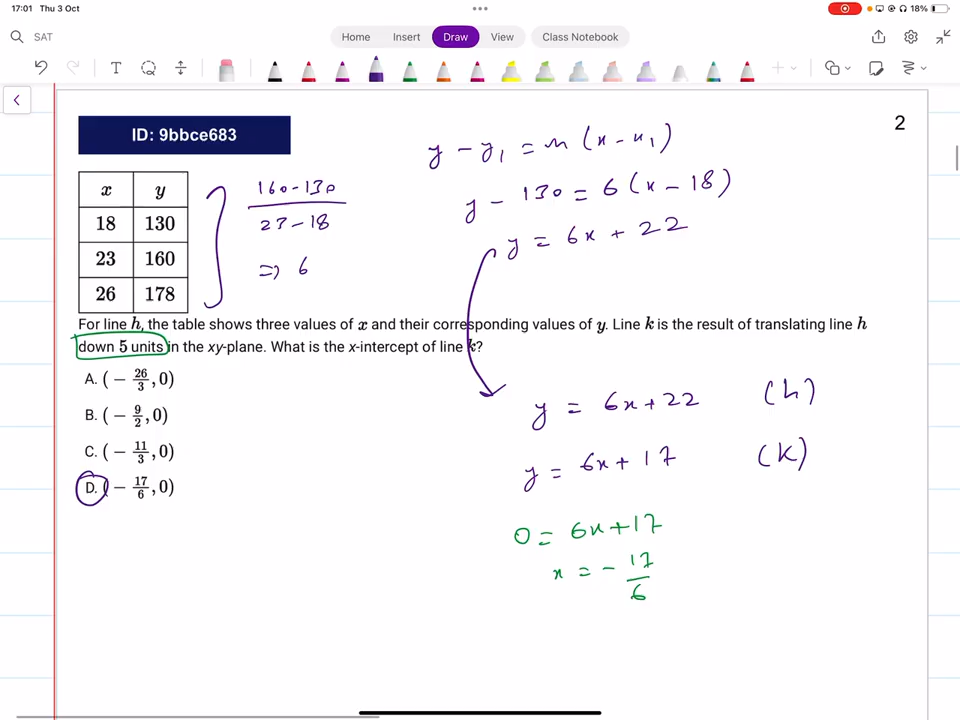 17:01 Thu 3 Oct
18%
SAT
Home Insert Draw View Class Notebook
ID: 9bbce683
2
x y
18 130
23 160
26 178
160-130
23-18
=> 6
y - y₁ = m (x - x₁)
y - 130 = 6 (x - 18)
y = 6x + 22
For line h, the table shows three values of x and their corresponding values of y. Line k is the result of translating line h
down 5 units in the xy-plane. What is the x-intercept of line k?
A. (− 26/3, 0)
B. (− 9/2, 0)
C. (− 11/3, 0)
D. (− 17/6, 0)
y = 6x + 22 (h)
y = 6x + 17 (k)
0 = 6x + 17
x = - 17/6